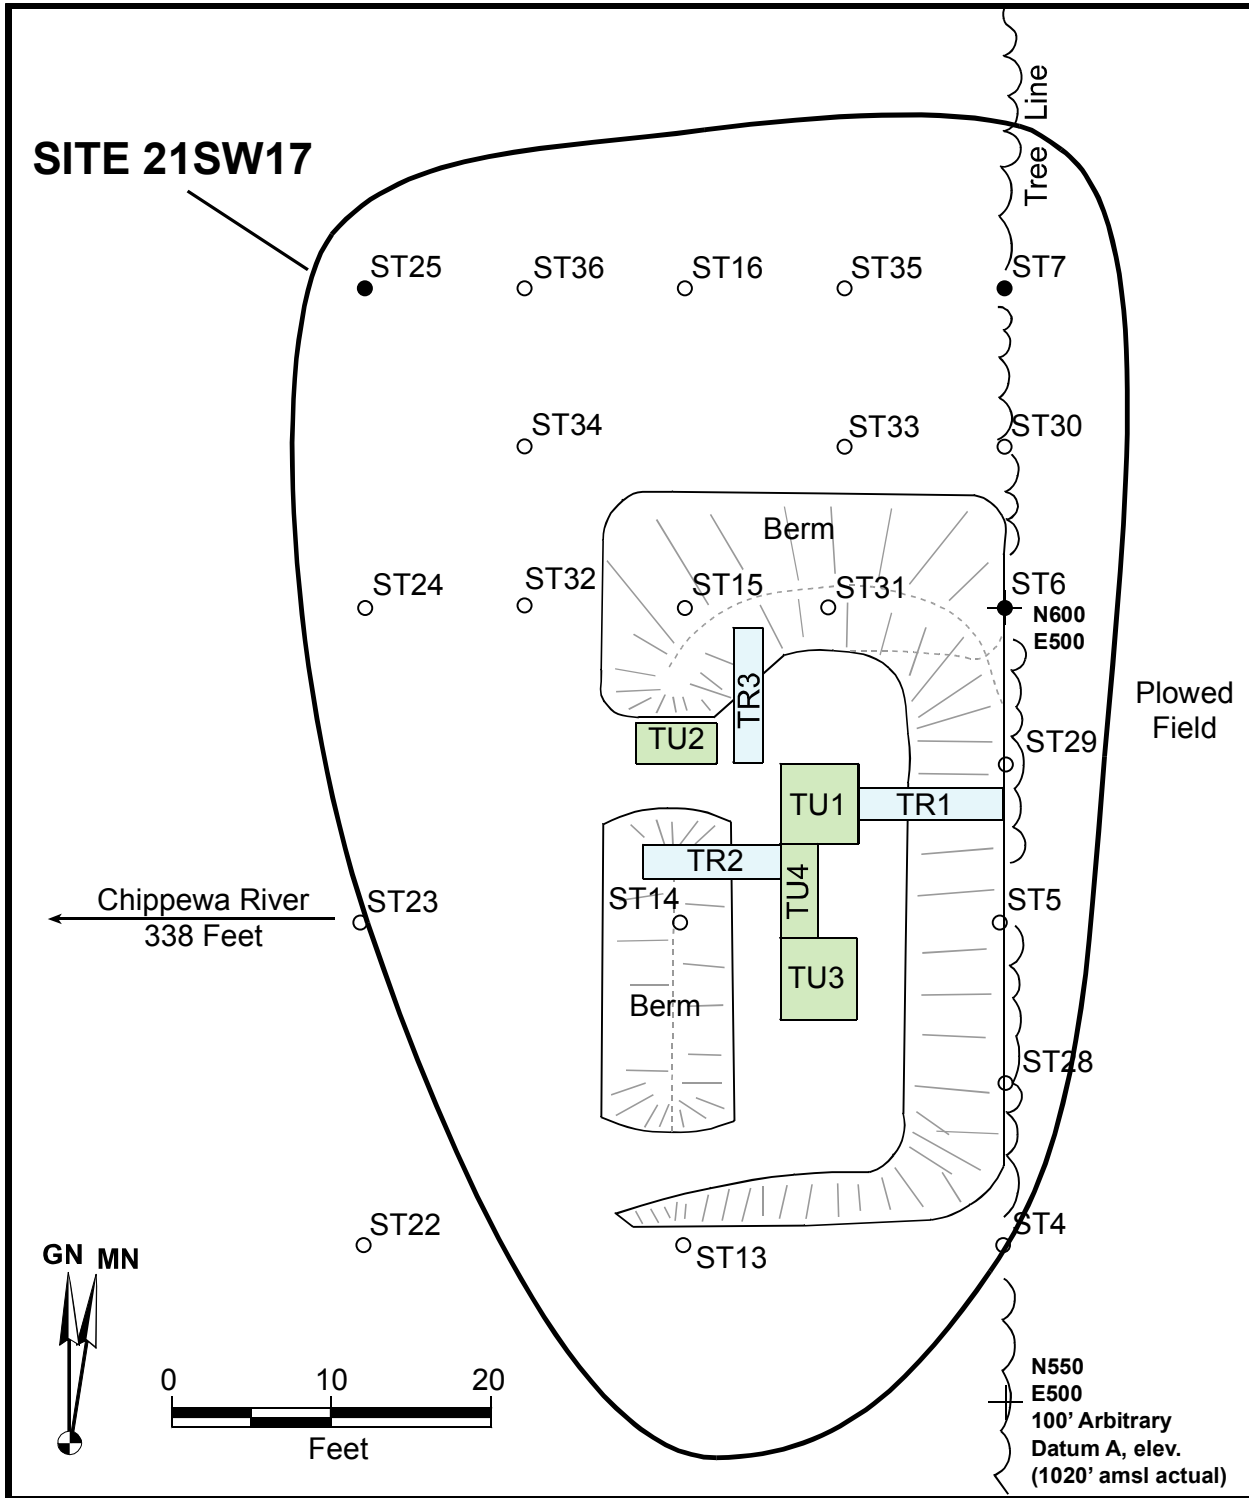 Tree Line
SITE 21SW17
ST25
ST36
ST16
ST35
ST7
ST34
ST33
ST30
Berm
ST24
ST32
ST15
ST31
ST6
N600
E500
TR3
Plowed
Field
TU2
ST29
TU1
TR1
TR2
TU4
Chippewa River
338 Feet
ST23
ST14
ST5
TU3
Berm
ST28
ST22
ST13
ST4
GN MN
0 10 20
Feet
N550
E500
100' Arbitrary
Datum A, elev.
(1020' amsl actual)